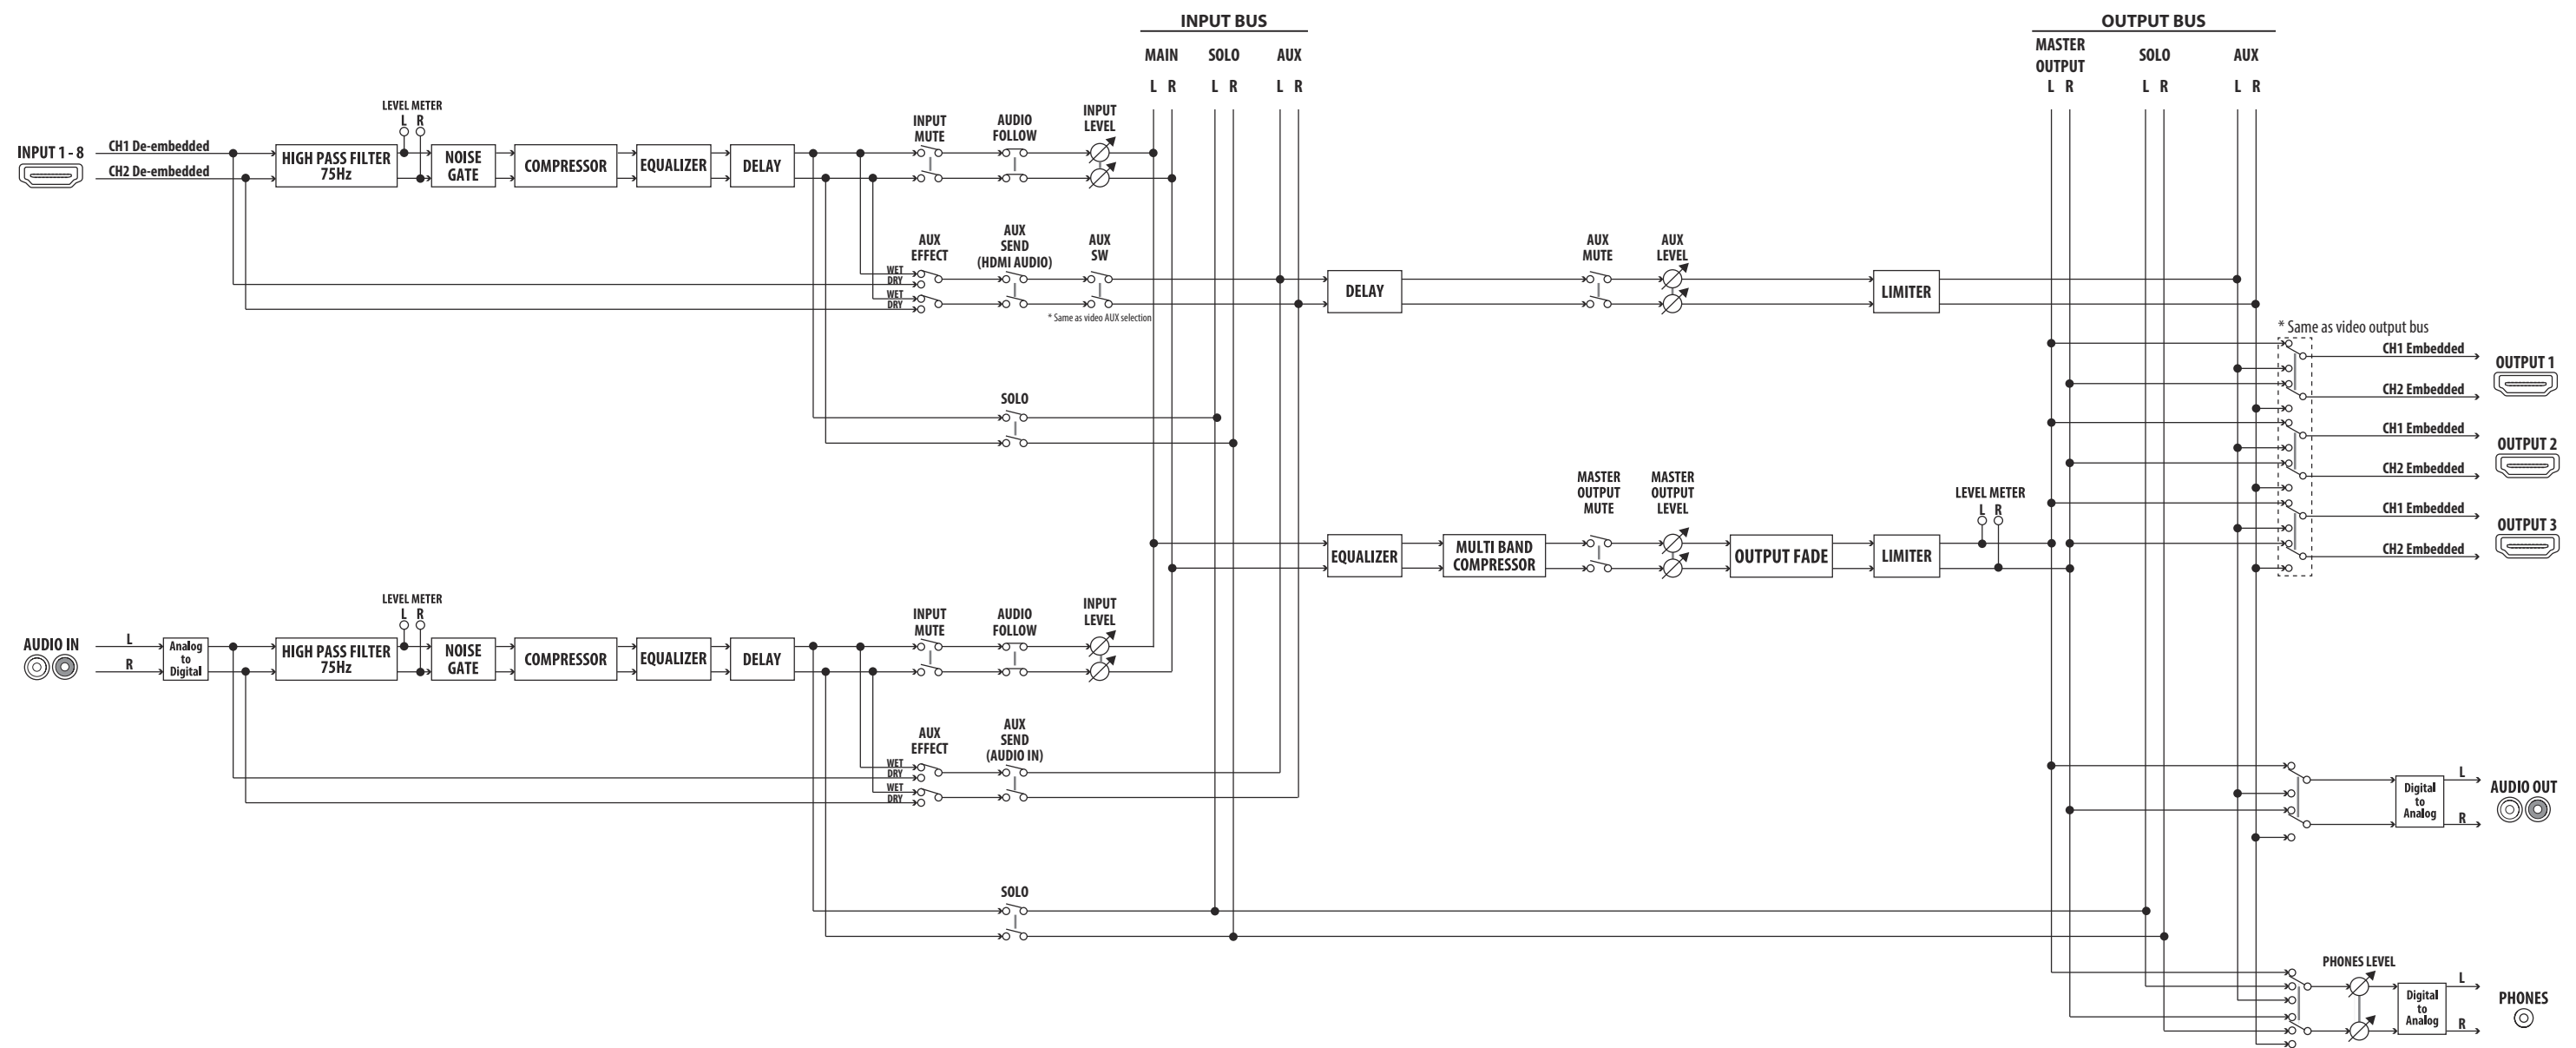 INPUT BUS
OUTPUT BUS
MAIN SOLO AUX
MASTER
OUTPUT
SOLO AUX
L R L R L R
L R L R L R
INPUT 1 - 8
CH1 De-embedded
CH2 De-embedded
HIGH PASS FILTER
75Hz
LEVEL METER
L R
NOISE
GATE
COMPRESSOR
EQUALIZER
DELAY
INPUT
MUTE
AUDIO
FOLLOW
INPUT
LEVEL
AUX
EFFECT
WET
DRY
WET
DRY
AUX
SEND
(HDMI AUDIO)
AUX
SW
* Same as video AUX selection
DELAY
AUX
MUTE
AUX
LEVEL
LIMITER
SOLO
* Same as video output bus
CH1 Embedded
CH2 Embedded
OUTPUT 1
CH1 Embedded
CH2 Embedded
OUTPUT 2
CH1 Embedded
CH2 Embedded
OUTPUT 3
EQUALIZER
MULTI BAND
COMPRESSOR
MASTER
OUTPUT
MUTE
MASTER
OUTPUT
LEVEL
OUTPUT FADE
LIMITER
LEVEL METER
L R
AUDIO IN
L
R
Analog
to
Digital
HIGH PASS FILTER
75Hz
LEVEL METER
L R
NOISE
GATE
COMPRESSOR
EQUALIZER
DELAY
INPUT
MUTE
AUDIO
FOLLOW
INPUT
LEVEL
AUX
EFFECT
WET
DRY
WET
DRY
AUX
SEND
(AUDIO IN)
SOLO
Digital
to
Analog
L
R
AUDIO OUT
PHONES LEVEL
Digital
to
Analog
L
R
PHONES